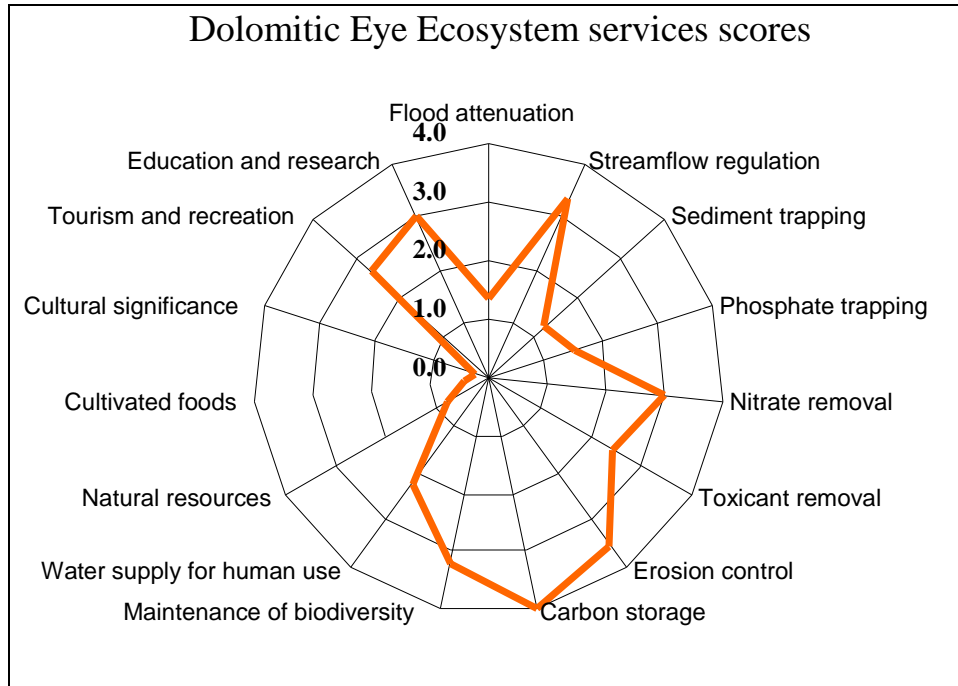 Dolomitic Eye Ecosystem services scores
Flood attenuation
4.0
Education and research
Streamflow regulation
3.0
Tourism and recreation
Sediment trapping
2.0
Cultural significance
Phosphate trapping
1.0
0.0
Cultivated foods
Nitrate removal
Natural resources
Toxicant removal
Water supply for human use
Erosion control
Maintenance of biodiversity
Carbon storage